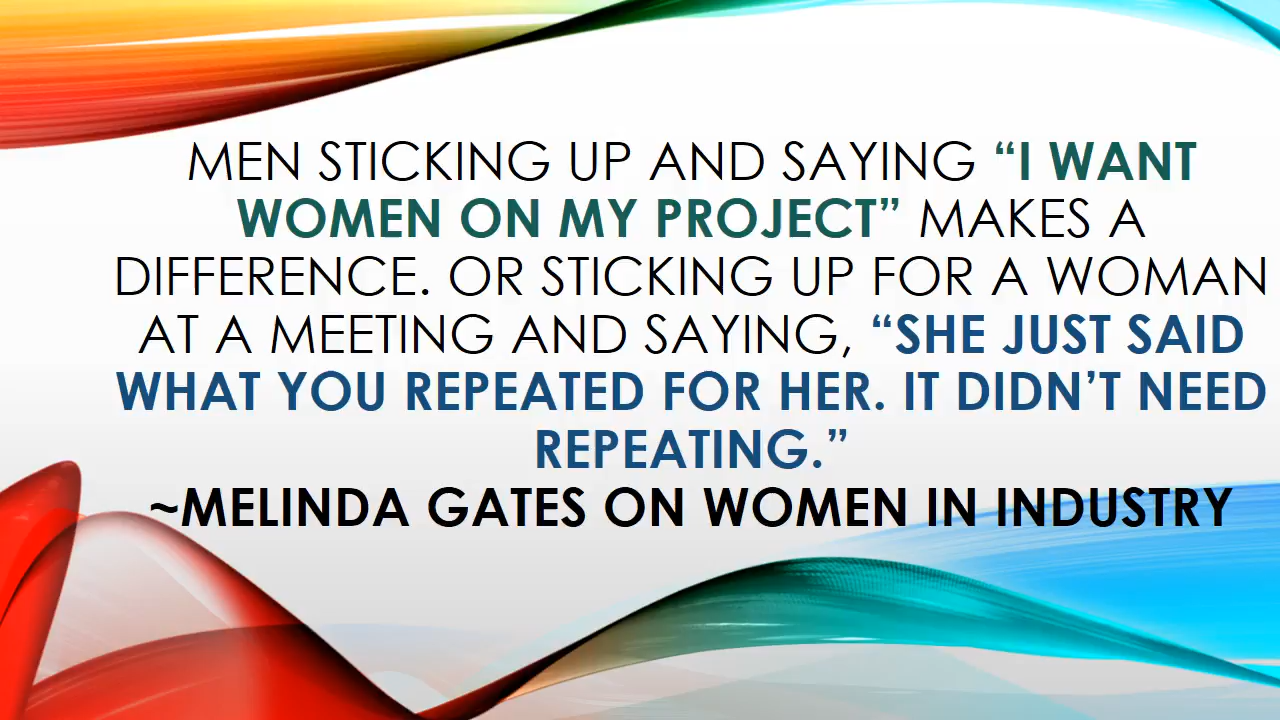 MEN STICKING UP AND SAYING “I WANT
WOMEN ON MY PROJECT” MAKES A
DIFFERENCE. OR STICKING UP FOR A WOMAN
AT A MEETING AND SAYING, “SHE JUST SAID
WHAT YOU REPEATED FOR HER. IT DIDN’T NEED
REPEATING.”
~MELINDA GATES ON WOMEN IN INDUSTRY